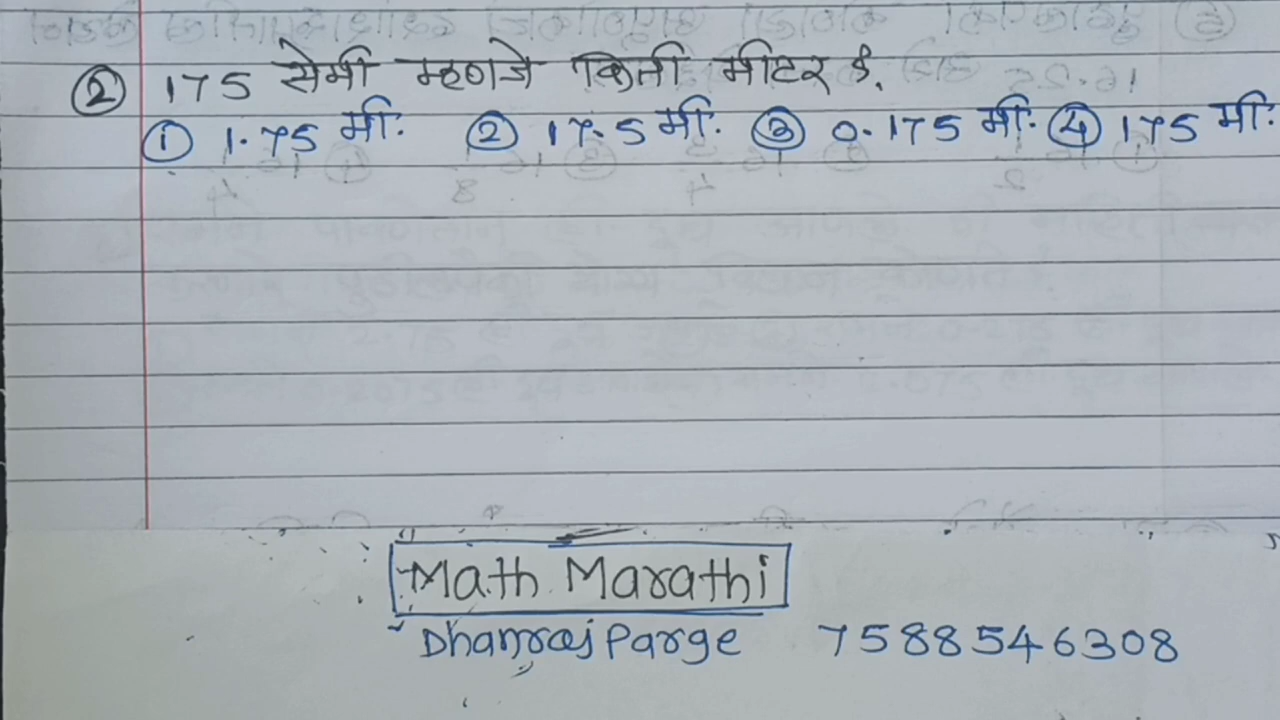 ② 175 सेमी म्हणजे किती मीटर
① 1.75 मी. ② 17.5 मी. ③ 0.175 मी. ④ 175 मी.
Math Marathi
Dhanraj Parge 7588546308